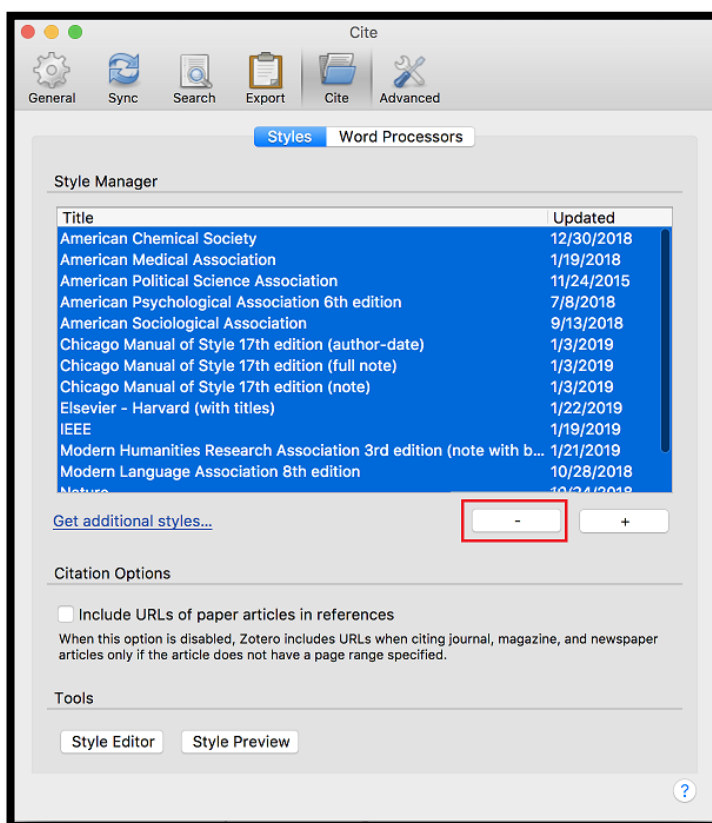 Cite
General Sync Search Export Cite Advanced
Styles Word Processors
Style Manager
Title Updated
American Chemical Society 12/30/2018
American Medical Association 1/19/2018
American Political Science Association 11/24/2015
American Psychological Association 6th edition 7/8/2018
American Sociological Association 9/13/2018
Chicago Manual of Style 17th edition (author-date) 1/3/2019
Chicago Manual of Style 17th edition (full note) 1/3/2019
Chicago Manual of Style 17th edition (note) 1/3/2019
Elsevier - Harvard (with titles) 1/22/2019
IEEE 1/19/2019
Modern Humanities Research Association 3rd edition (note with b... 1/21/2019
Modern Language Association 8th edition 10/28/2018
Nature 10/24/2018
Get additional styles... - +
Citation Options
Include URLs of paper articles in references
When this option is disabled, Zotero includes URLs when citing journal, magazine, and newspaper
articles only if the article does not have a page range specified.
Tools
Style Editor Style Preview
?